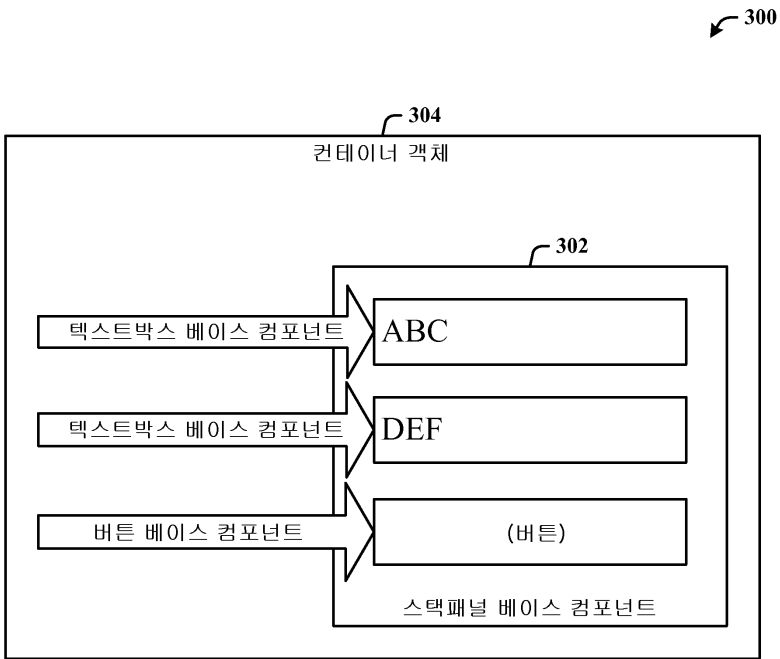 300
304
컨테이너 객체
302
텍스트박스 베이스 컴포넌트
ABC
텍스트박스 베이스 컴포넌트
DEF
버튼 베이스 컴포넌트
(버튼)
스택패널 베이스 컴포넌트